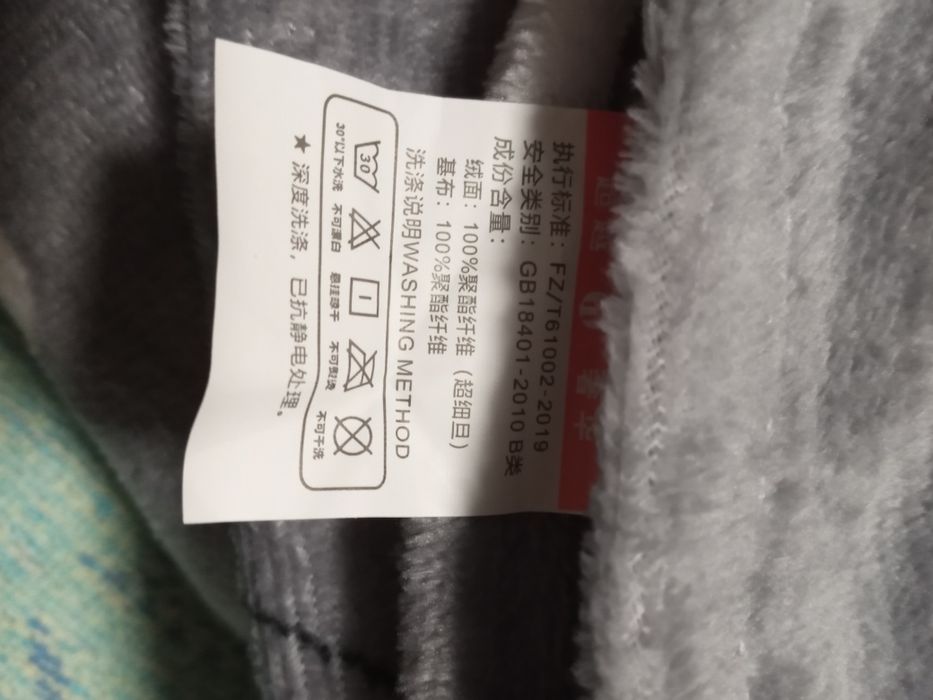 执行标准：FZ/T61002-2019
安全类别：GB18401-2010 B类
成份含量：
绒面：100%聚酯纤维（超细旦）
基布：100%聚酯纤维
洗涤说明WASHING METHOD
30
30°以下水洗 不可漂白 悬挂晾干 不可熨烫 不可干洗
★ 深度洗涤，已抗静电处理。